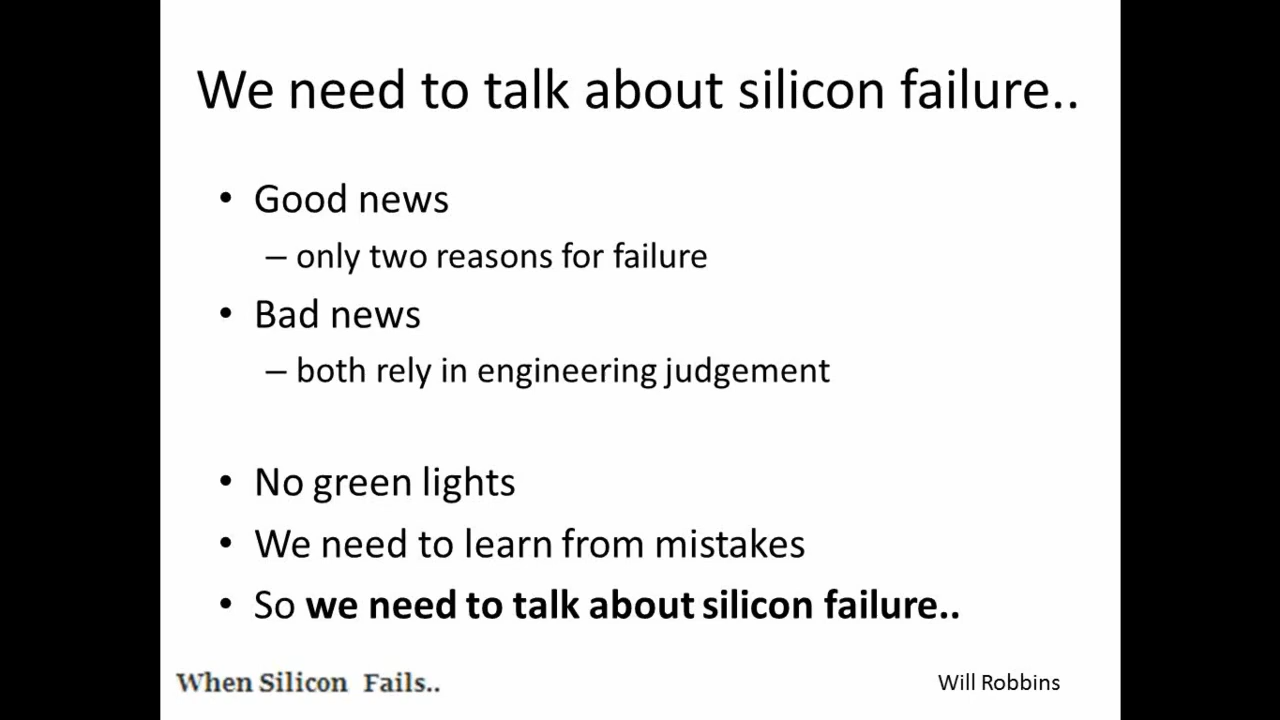 We need to talk about silicon failure..
• Good news
– only two reasons for failure
• Bad news
– both rely in engineering judgement
• No green lights
• We need to learn from mistakes
• So we need to talk about silicon failure..
When Silicon Fails..
Will Robbins